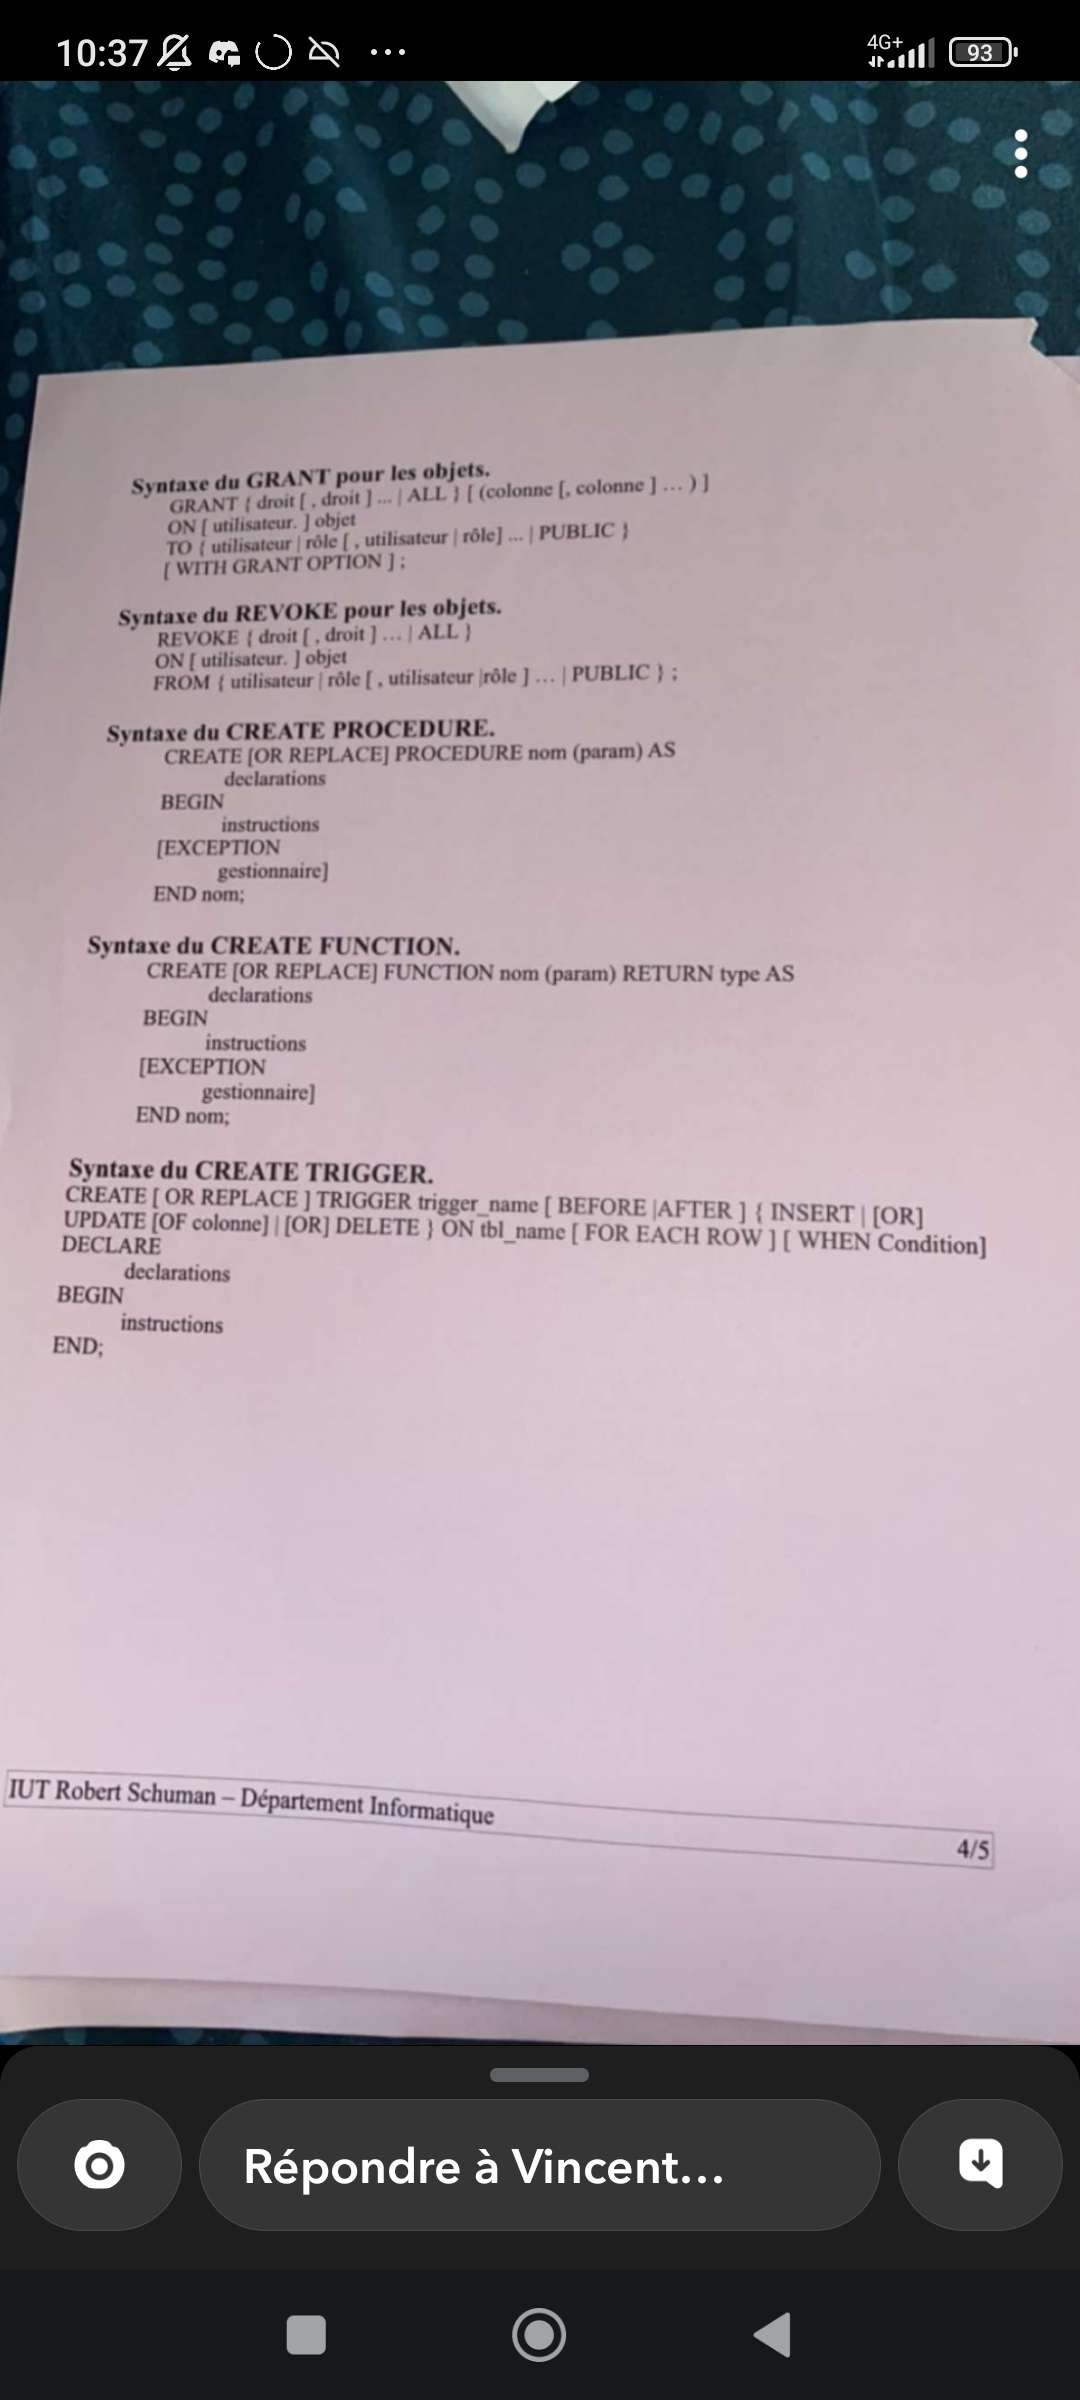 10:37
4G+
93
Syntaxe du GRANT pour les objets.
GRANT { droit [ , droit ] ... | ALL } [ (colonne [, colonne ] … ) ]
ON [ utilisateur. ] objet
TO { utilisateur | rôle [ , utilisateur | rôle] ... | PUBLIC }
[ WITH GRANT OPTION ] ;
Syntaxe du REVOKE pour les objets.
REVOKE { droit [ , droit ] … | ALL }
ON [ utilisateur. ] objet
FROM { utilisateur | rôle [ , utilisateur |rôle ] … | PUBLIC } ;
Syntaxe du CREATE PROCEDURE.
CREATE [OR REPLACE] PROCEDURE nom (param) AS
declarations
BEGIN
instructions
[EXCEPTION
gestionnaire]
END nom;
Syntaxe du CREATE FUNCTION.
CREATE [OR REPLACE] FUNCTION nom (param) RETURN type AS
declarations
BEGIN
instructions
[EXCEPTION
gestionnaire]
END nom;
Syntaxe du CREATE TRIGGER.
CREATE [ OR REPLACE ] TRIGGER trigger_name [ BEFORE |AFTER ] { INSERT | [OR]
UPDATE [OF colonne] | [OR] DELETE } ON tbl_name [ FOR EACH ROW ] [ WHEN Condition]
DECLARE
declarations
BEGIN
instructions
END;
IUT Robert Schuman – Département Informatique
4/5
Répondre à Vincent...